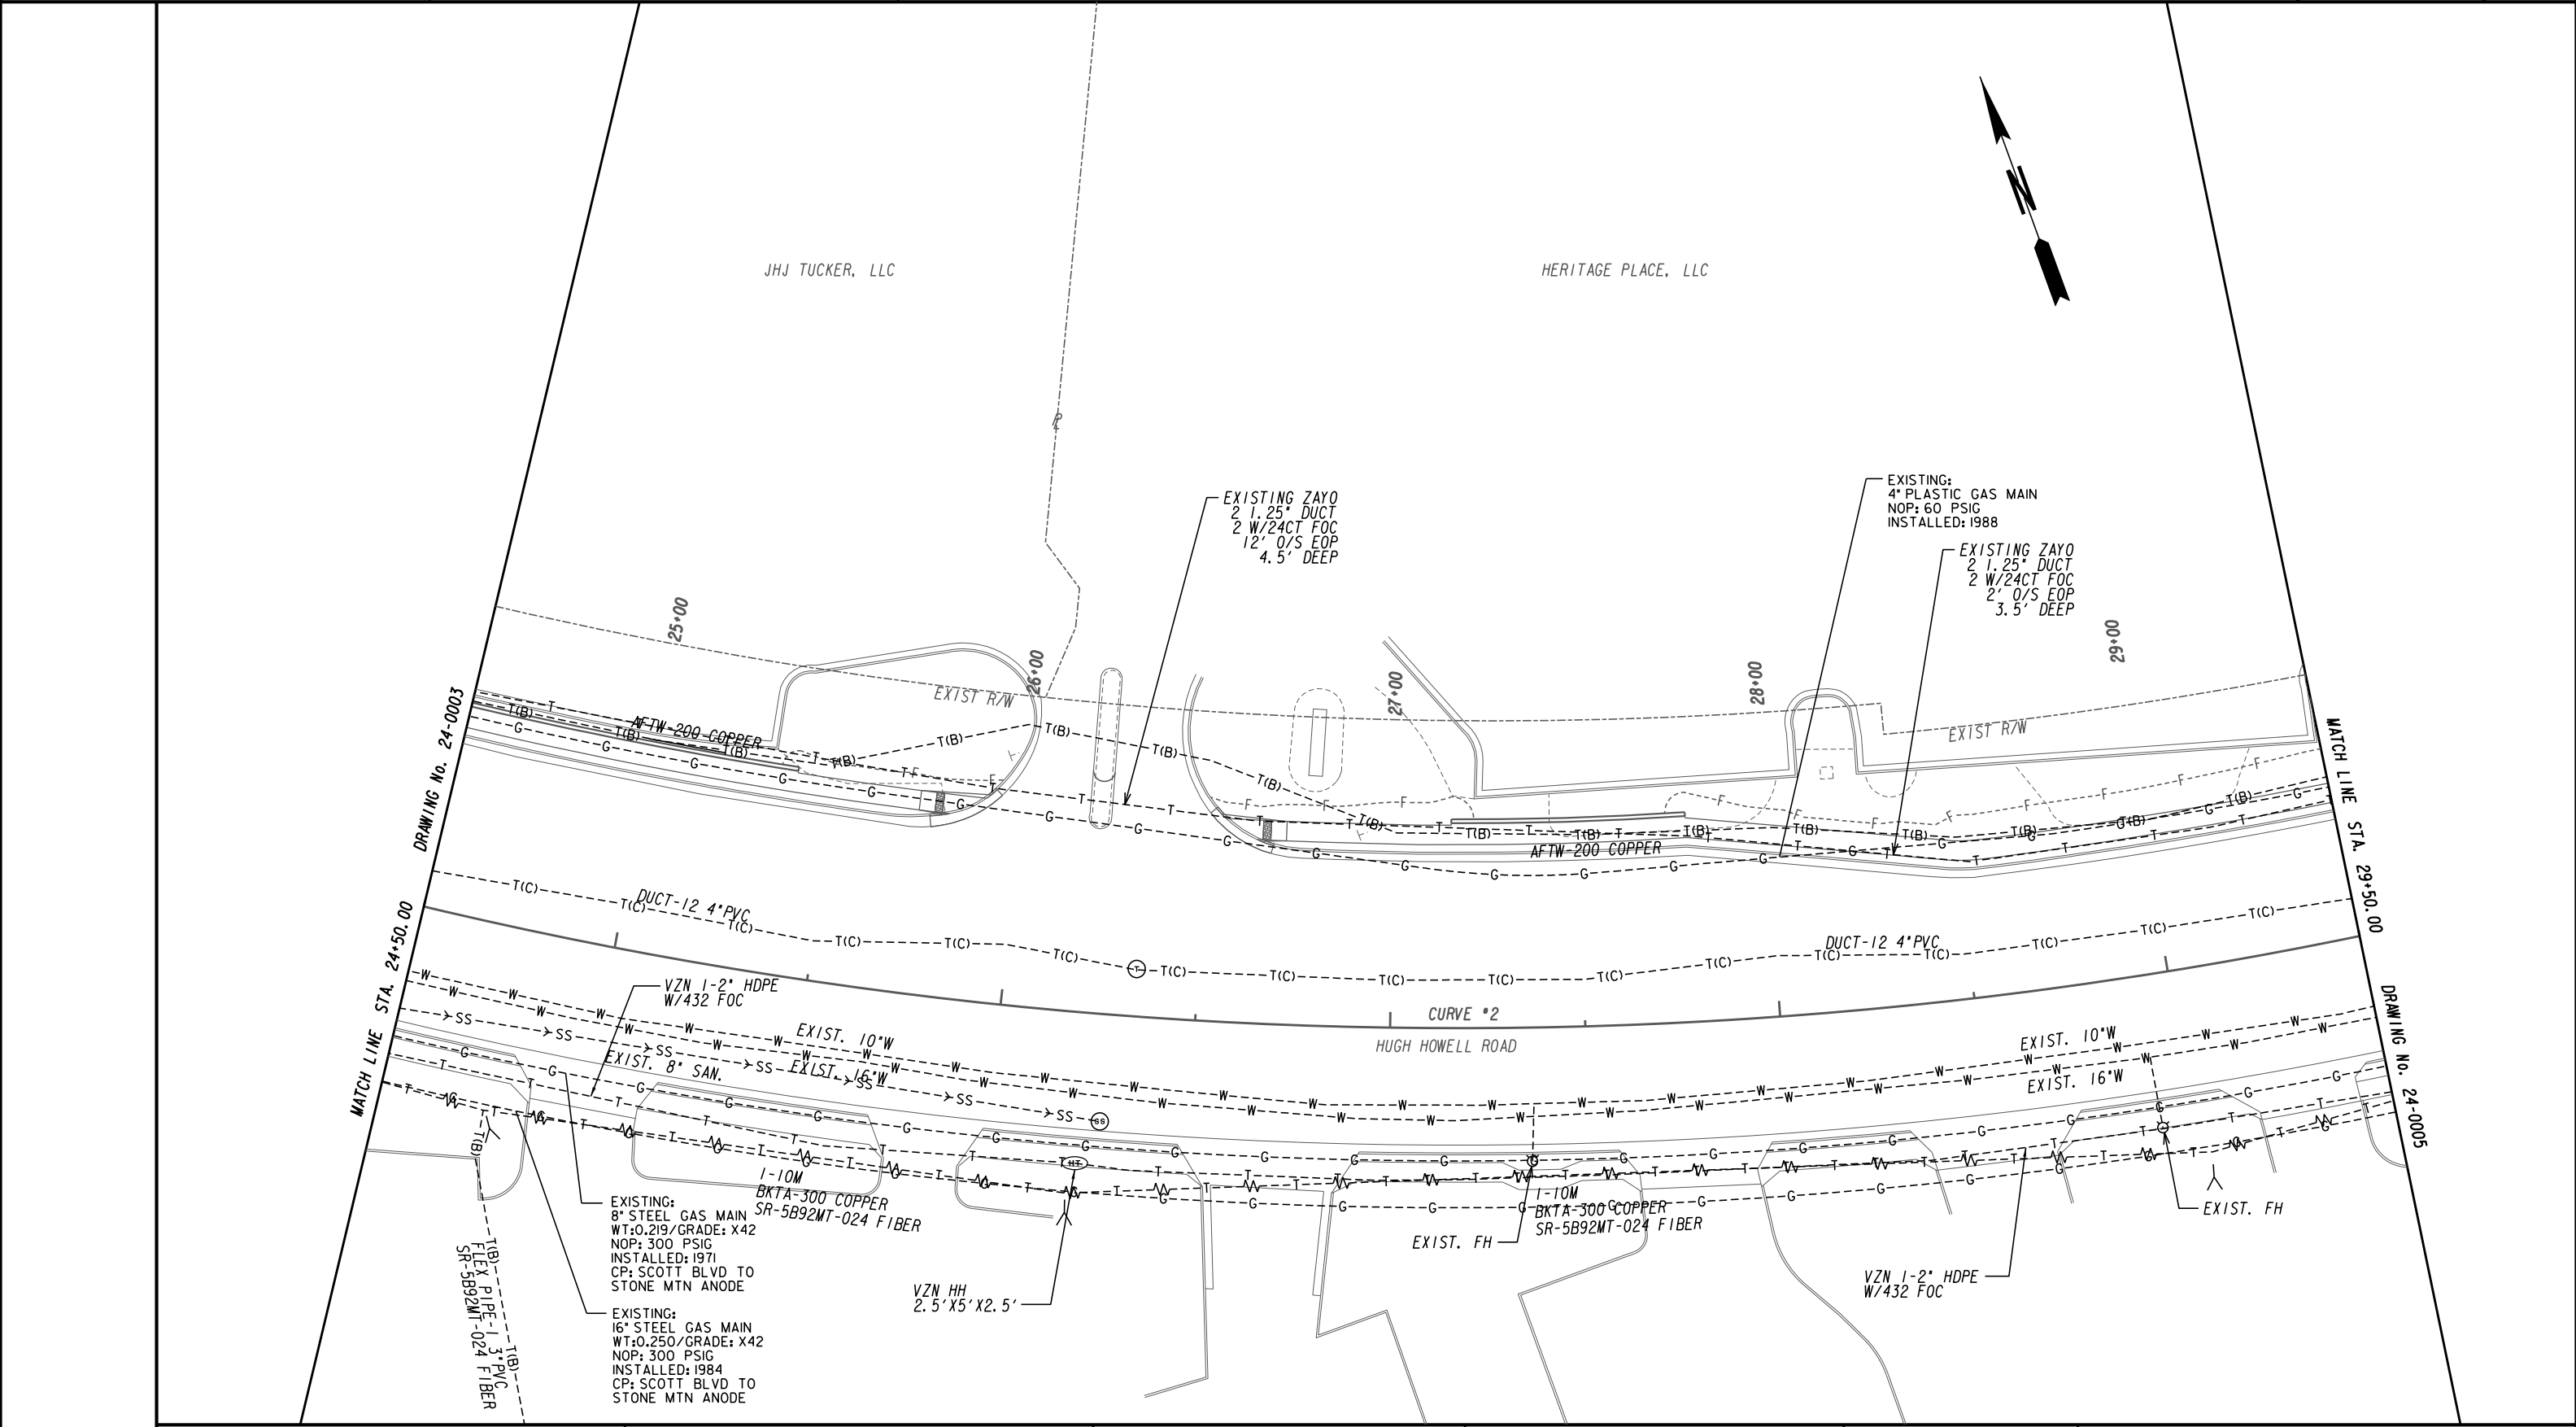 N
JHJ TUCKER, LLC
HERITAGE PLACE, LLC
EXISTING ZAYO
2 1.25" DUCT
2 W/24CT FOC
12' O/S EOP
4.5' DEEP
EXISTING:
4" PLASTIC GAS MAIN
NOP: 60 PSIG
INSTALLED: 1988
EXISTING ZAYO
2 1.25" DUCT
2 W/24CT FOC
2' O/S EOP
3.5' DEEP
25+00
26+00
27+00
28+00
29+00
EXIST R/W
EXIST R/W
AFTW-200 COPPER
AFTW-200 COPPER
MATCH LINE STA. 24+50.00
DRAWING No. 24-0003
MATCH LINE STA. 29+50.00
DRAWING No. 24-0005
DUCT-12 4"PVC
DUCT-12 4"PVC
CURVE #2
HUGH HOWELL ROAD
VZN 1-2" HDPE
W/432 FOC
EXIST. 10"W
EXIST. 16"W
EXIST. 8" SAN.
EXIST. 10"W
EXIST. 16"W
1-10M
BKTA-300 COPPER
SR-5B92MT-024 FIBER
EXISTING:
8" STEEL GAS MAIN
WT:0.219/GRADE: X42
NOP: 300 PSIG
INSTALLED: 1971
CP: SCOTT BLVD TO
STONE MTN ANODE
EXISTING:
16" STEEL GAS MAIN
WT:0.250/GRADE: X42
NOP: 300 PSIG
INSTALLED: 1984
CP: SCOTT BLVD TO
STONE MTN ANODE
FLEX PIPE-1 3"PVC
SR-5B92MT-024 FIBER
VZN HH
2.5'X5'X2.5'
1-10M
BKTA-300 COPPER
SR-5B92MT-024 FIBER
EXIST. FH
EXIST. FH
VZN 1-2" HDPE
W/432 FOC